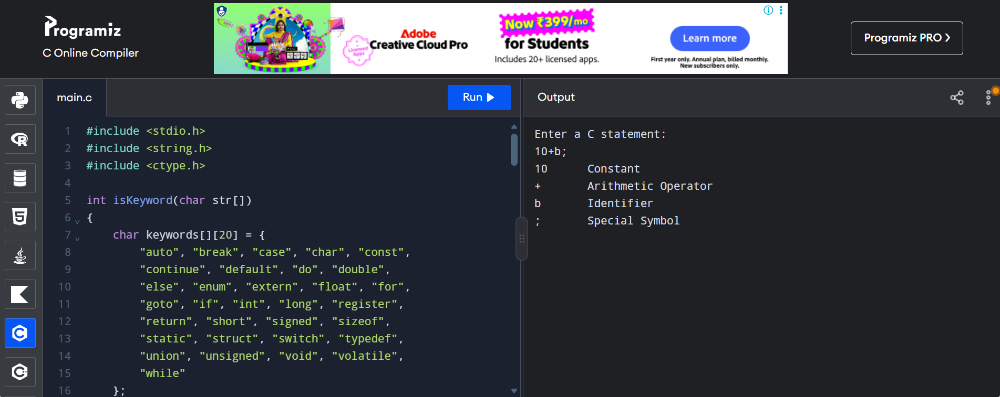 Programiz
C Online Compiler
Licensed
Apps
Adobe
Creative Cloud Pro
Now ₹399/mo
for Students
Includes 20+ licensed apps.
Learn more
First year only. Annual plan, billed monthly.
New subscribers only.
Programiz PRO ❯
main.c
Run
Output
1 #include <stdio.h>
2 #include <string.h>
3 #include <ctype.h>
4
5 int isKeyword(char str[])
6 {
7 char keywords[][20] = {
8 "auto", "break", "case", "char", "const",
9 "continue", "default", "do", "double",
10 "else", "enum", "extern", "float", "for",
11 "goto", "if", "int", "long", "register",
12 "return", "short", "signed", "sizeof",
13 "static", "struct", "switch", "typedef",
14 "union", "unsigned", "void", "volatile",
15 "while"
16 };
Enter a C statement:
10+b;
10 Constant
+ Arithmetic Operator
b Identifier
; Special Symbol